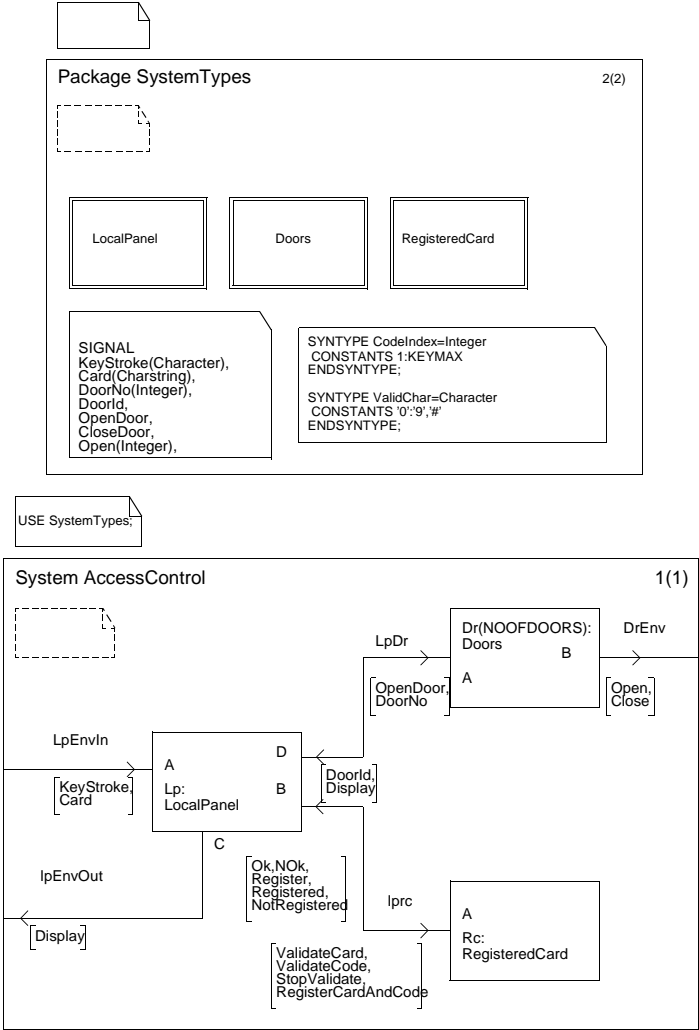 Package SystemTypes
2(2)
LocalPanel
Doors
RegisteredCard
SIGNAL
KeyStroke(Character),
Card(Charstring),
DoorNo(Integer),
DoorId,
OpenDoor,
CloseDoor,
Open(Integer),
SYNTYPE CodeIndex=Integer
CONSTANTS 1:KEYMAX
ENDSYNTYPE;
SYNTYPE ValidChar=Character
CONSTANTS '0':'9','#'
ENDSYNTYPE;
USE SystemTypes;
System AccessControl
1(1)
LpDr
Dr(NOOFDOORS):
Doors
B
A
DrEnv
[OpenDoor,
DoorNo]
[Open,
Close]
LpEnvIn
[KeyStroke,
Card]
A
D
Lp:
LocalPanel
B
C
[DoorId,
Display]
lpEnvOut
[Display]
[Ok,NOk,
Register,
Registered,
NotRegistered]
lprc
A
Rc:
RegisteredCard
[ValidateCard,
ValidateCode,
StopValidate,
RegisterCardAndCode]